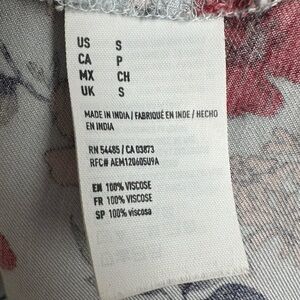 US S
CA P
MX CH
UK S
MADE IN INDIA / FABRIQUÉ EN INDE / HECHO
EN INDIA
RN 54485 / CA 03873
RFC# AEM120605U9A
EN 100% VISCOSE
FR 100% VISCOSE
SP 100% viscosa